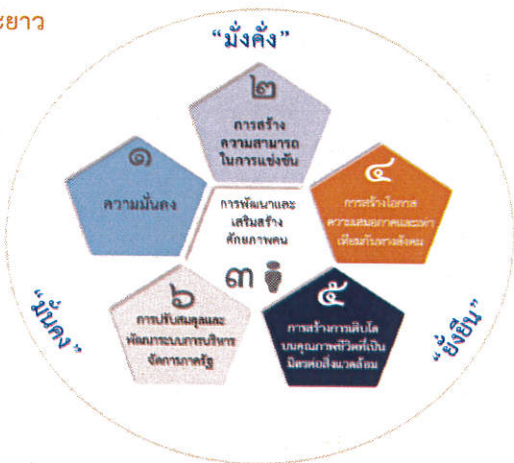 ะยาว
“มั่งคั่ง”
๒
การสร้าง
ความสามารถ
ในการแข่งขัน
๑
ความมั่นคง
๔
การสร้างโอกาส
ความเสมอภาคและเท่า
เทียมกันทางสังคม
การพัฒนาและ
เสริมสร้าง
ศักยภาพคน
๓
๖
การปรับสมดุลและ
พัฒนาระบบการบริหาร
จัดการภาครัฐ
๕
การสร้างการเติบโต
บนคุณภาพชีวิตที่เป็น
มิตรต่อสิ่งแวดล้อม
“มั่นคง”
“ยั่งยืน”